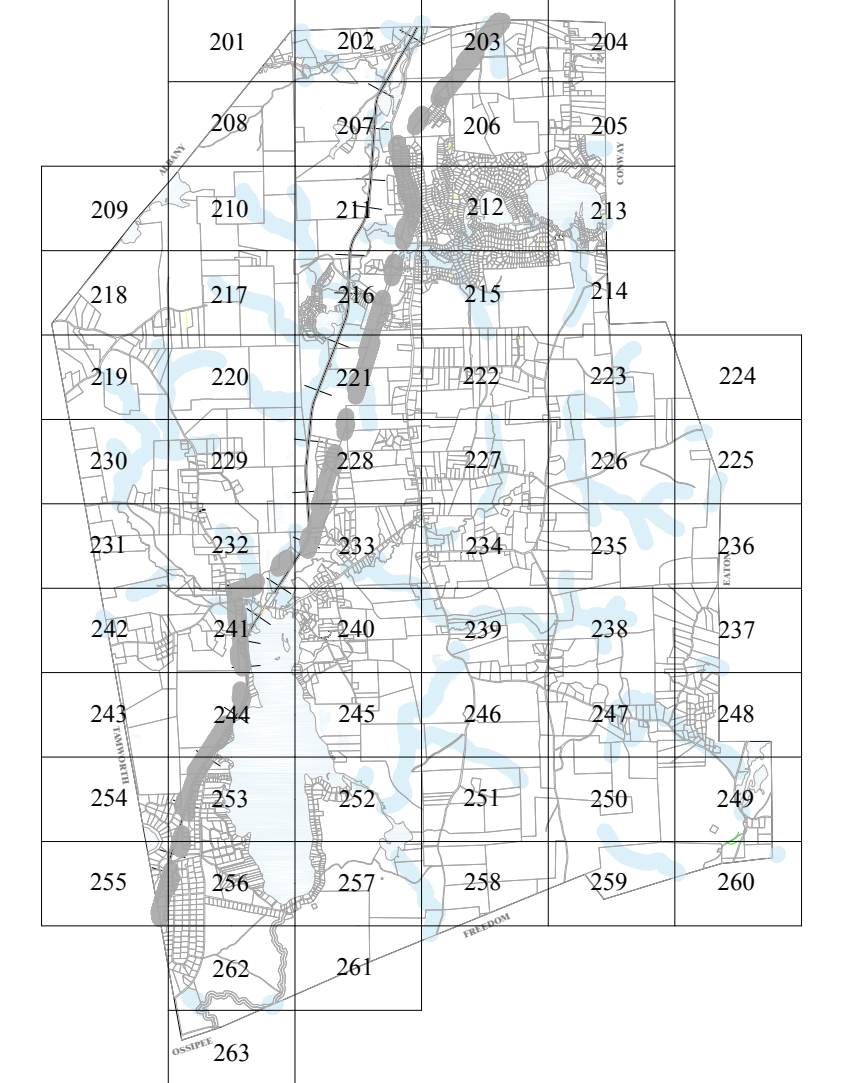 201 202 203 204
208 207 206 205
ALBANY
CONWAY
209 210 211 212 213
218 217 216 215 214
219 220 221 222 223 224
230 229 228 227 226 225
231 232 233 234 235 236
EATON
242 241 240 239 238 237
243 244 245 246 247 248
TAMWORTH
254 253 252 251 250 249
255 256 257 258 259 260
FREEDOM
262 261
OSSIPEE
263